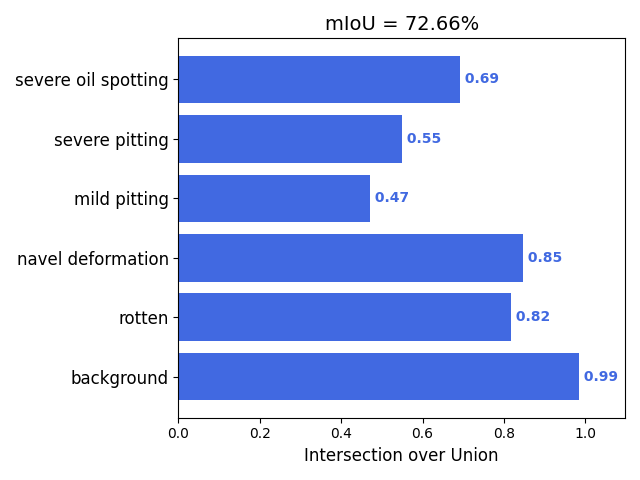 mIoU = 72.66%
severe oil spotting 0.69
severe pitting 0.55
mild pitting 0.47
navel deformation 0.85
rotten 0.82
background 0.99
0.0 0.2 0.4 0.6 0.8 1.0
Intersection over Union